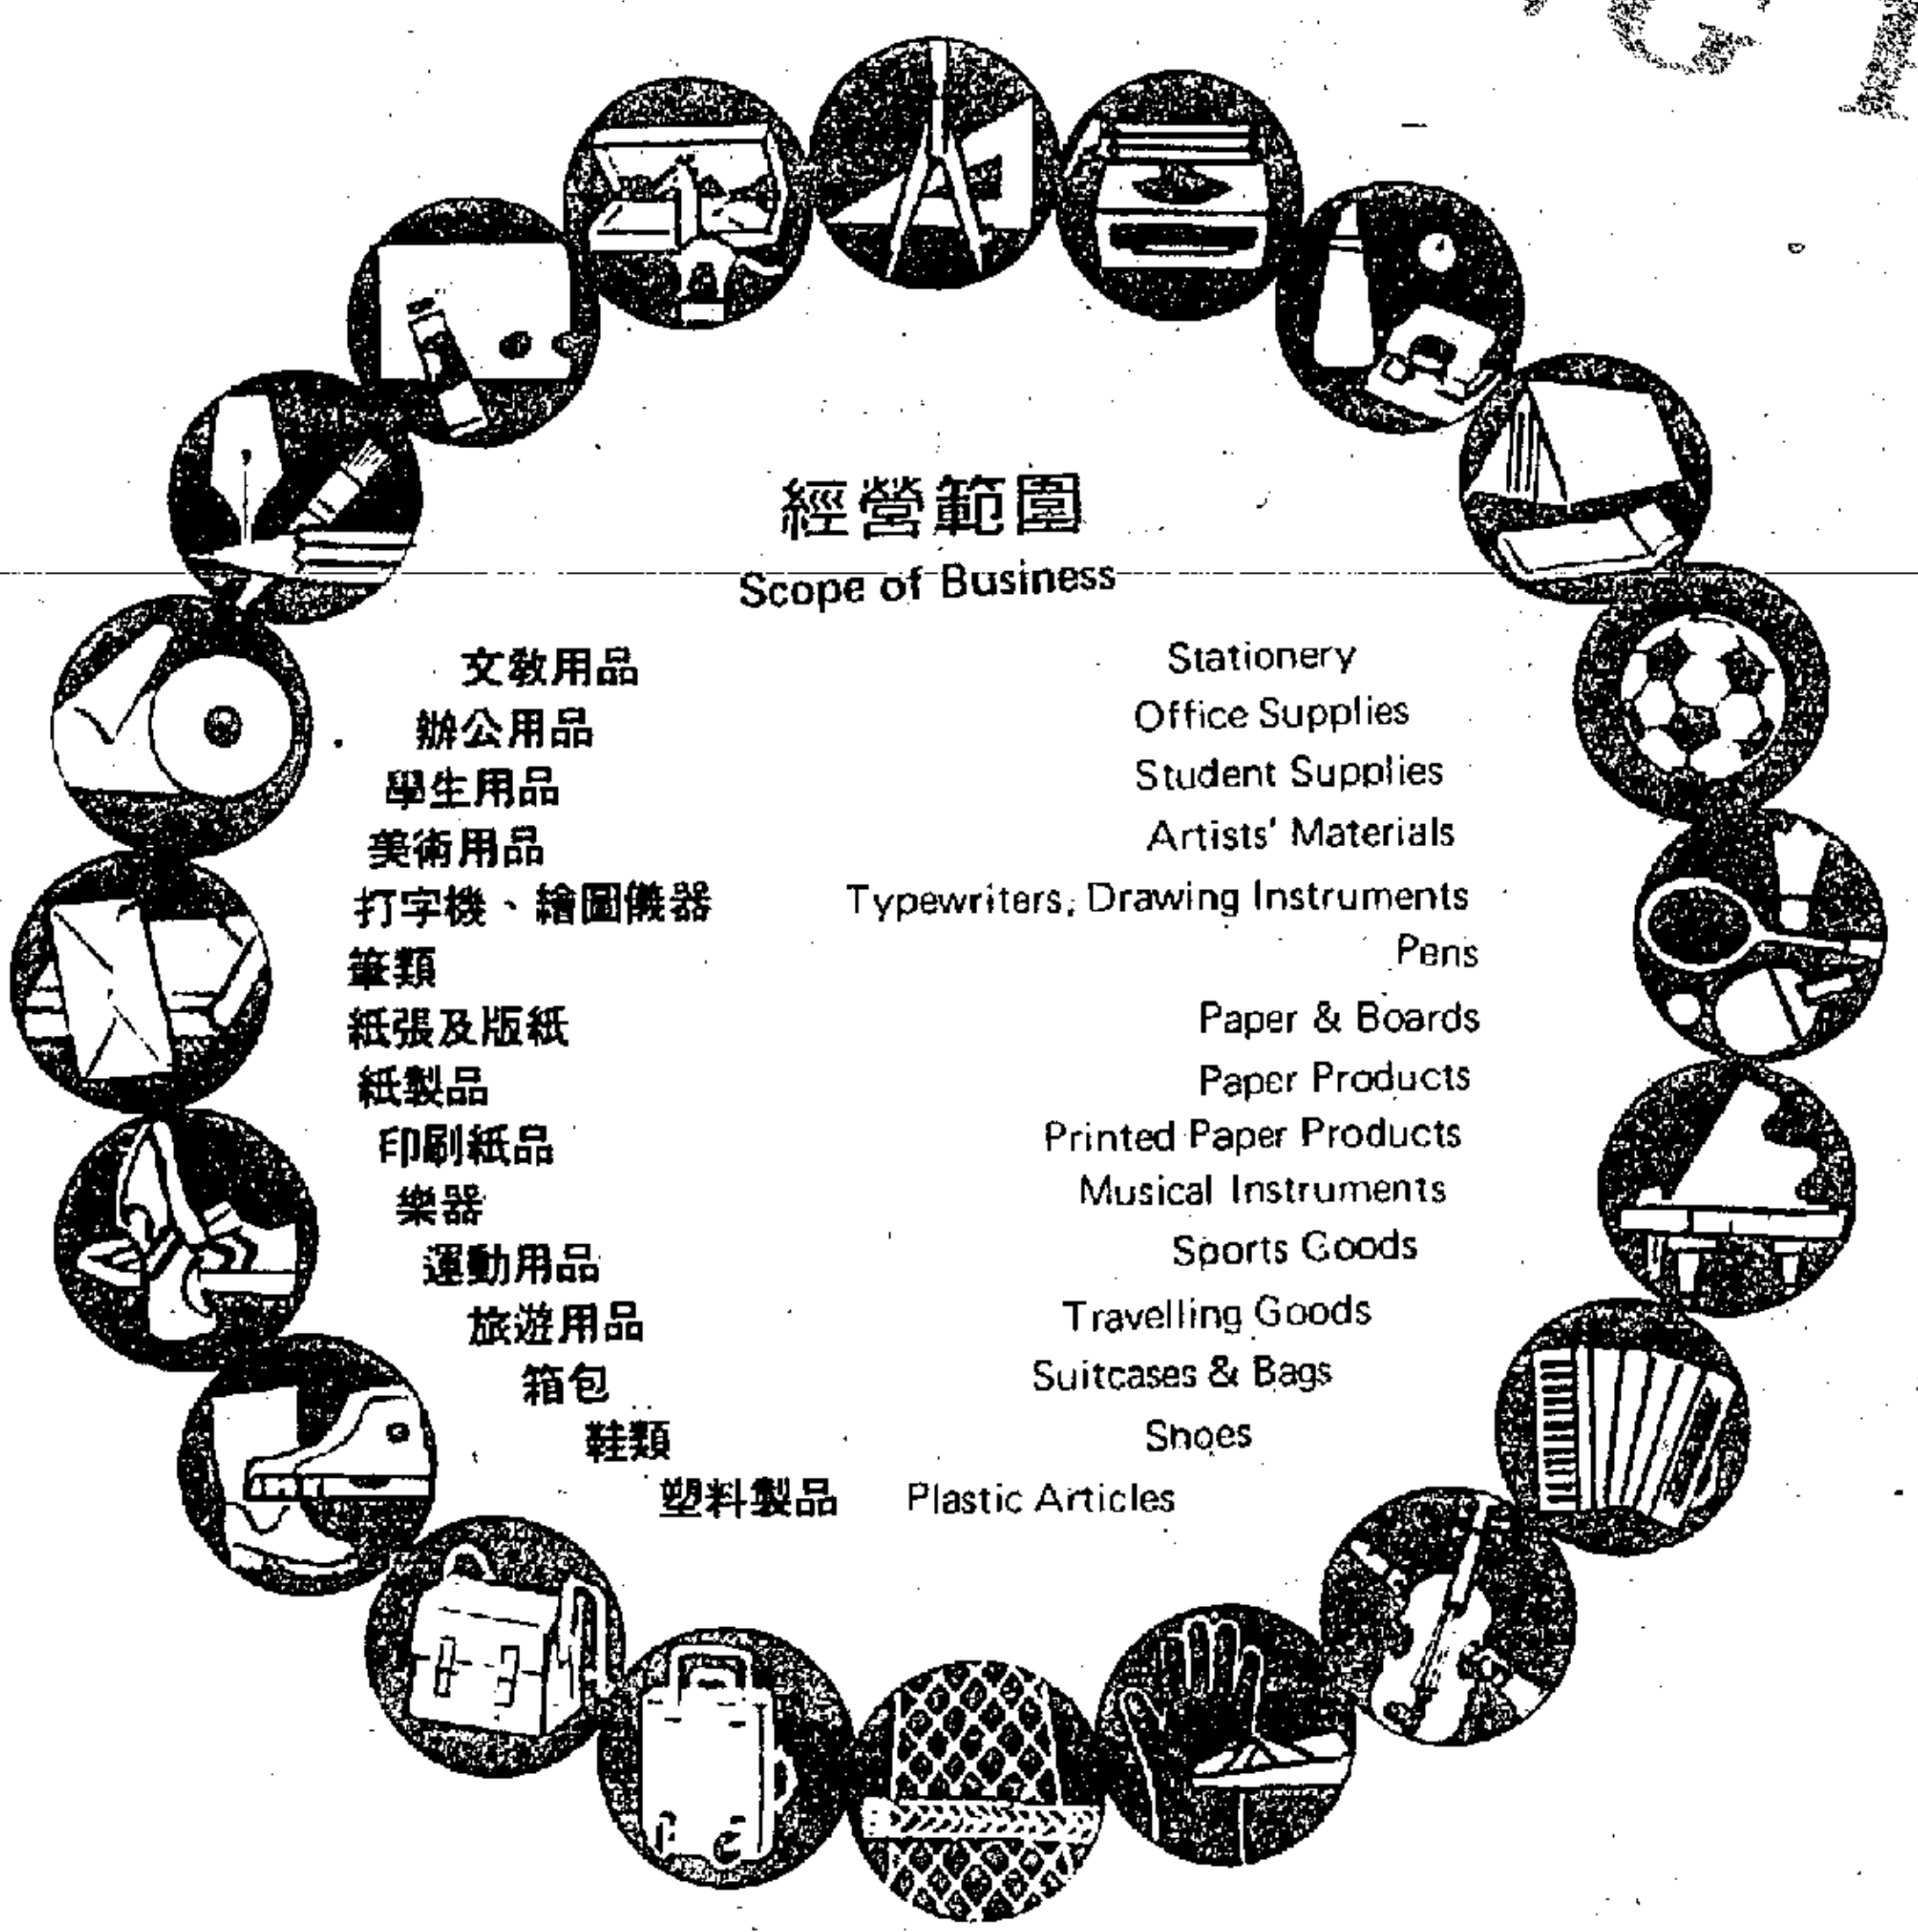 經營範圍
Scope of Business
文教用品 Stationery
辦公用品 Office Supplies
學生用品 Student Supplies
美術用品 Artists' Materials
打字機、繪圖儀器 Typewriters, Drawing Instruments
筆類 Pens
紙張及版紙 Paper & Boards
紙製品 Paper Products
印刷紙品 Printed Paper Products
樂器 Musical Instruments
運動用品 Sports Goods
旅遊用品 Travelling Goods
箱包 Suitcases & Bags
鞋類 Shoes
塑料製品 Plastic Articles